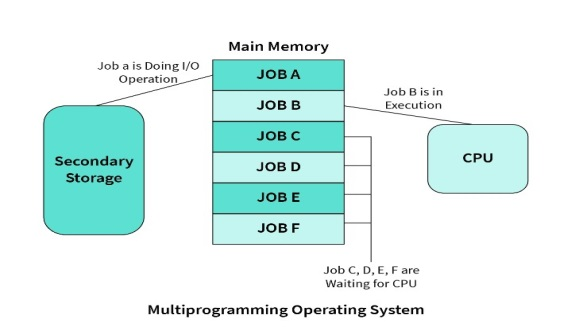 Main Memory
Job a is Doing I/O
Operation
JOB A
JOB B
JOB C
JOB D
JOB E
JOB F
Job B is in
Execution
Secondary
Storage
CPU
Job C, D, E, F are
Waiting for CPU
Multiprogramming Operating System